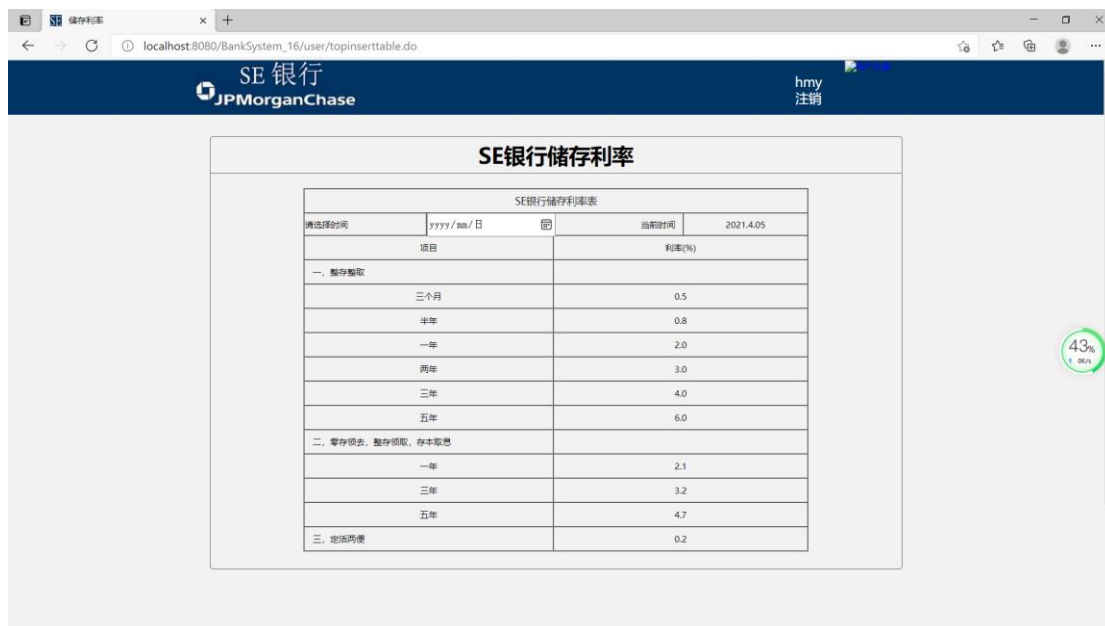 SE 储存利率
localhost:8080/BankSystem_16/user/topinserttable.do
SE 银行
JPMorganChase
hmy
注销
SE银行储存利率
SE银行储存利率表
请选择时间 yyyy/mm/日 当前时间 2021.4.05
项目 利率(%)
一，整存整取
三个月 0.5
半年 0.8
一年 2.0
两年 3.0
三年 4.0
五年 6.0
二，零存领去，整存领取，存本取息
一年 2.1
三年 3.2
五年 4.7
三，定活两便 0.2
43%
↑ 0K/s